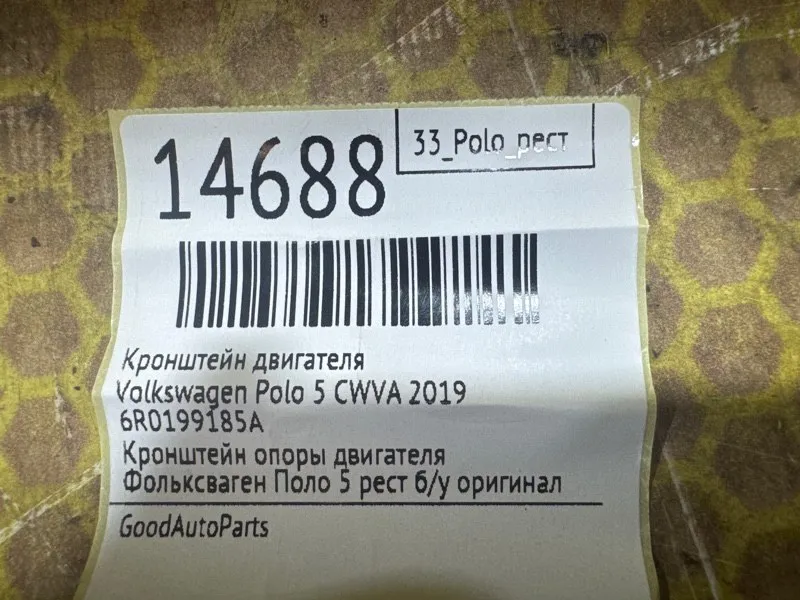 14688
33_Polo_рест
Кронштейн двигателя
Volkswagen Polo 5 CWVA 2019
6R0199185A
Кронштейн опоры двигателя
Фольксваген Поло 5 рест б/у оригинал
GoodAutoParts